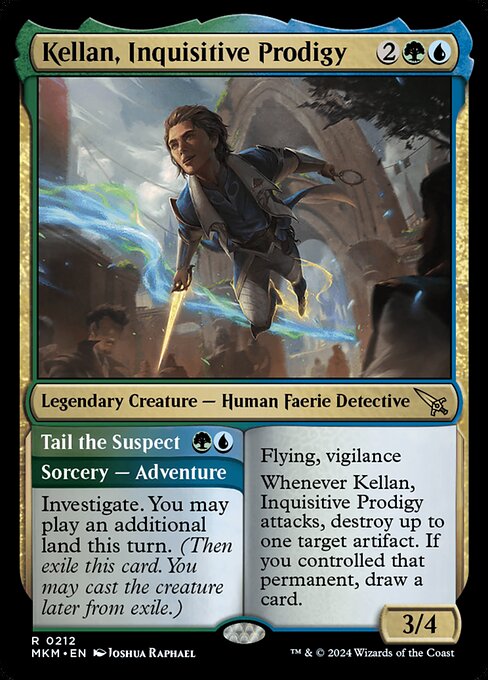 Kellan, Inquisitive Prodigy 2
Legendary Creature — Human Faerie Detective
Tail the Suspect
Sorcery — Adventure
Investigate. You may
play an additional
land this turn. (Then
exile this card. You
may cast the creature
later from exile.)
Flying, vigilance
Whenever Kellan,
Inquisitive Prodigy
attacks, destroy up to
one target artifact. If
you controlled that
permanent, draw a
card.
3/4
R 0212
MKM • EN Joshua Raphael
™ & © 2024 Wizards of the Coast